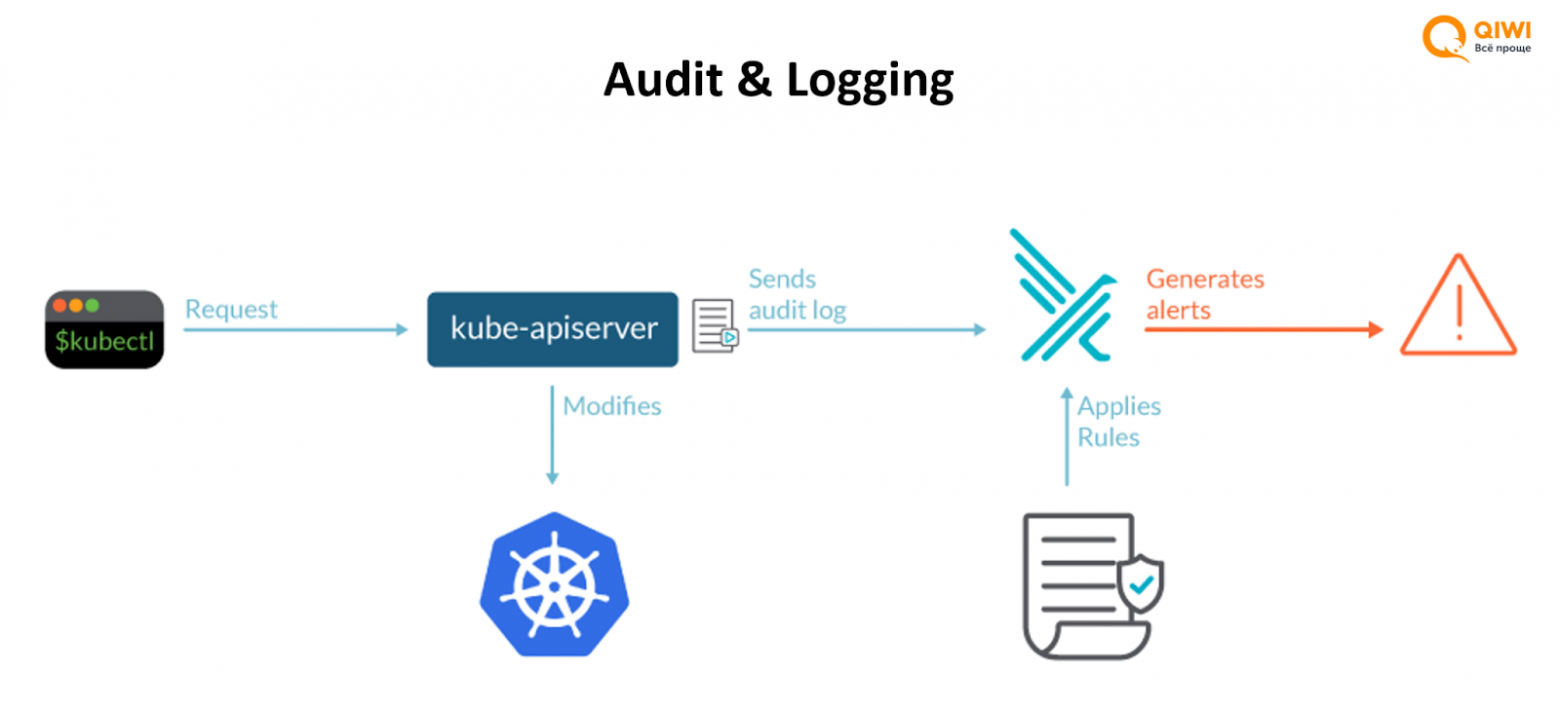 QIWI
Всё проще
Audit & Logging
$kubectl
Request
kube-apiserver
Sends
audit log
Generates
alerts
Modifies
Applies
Rules